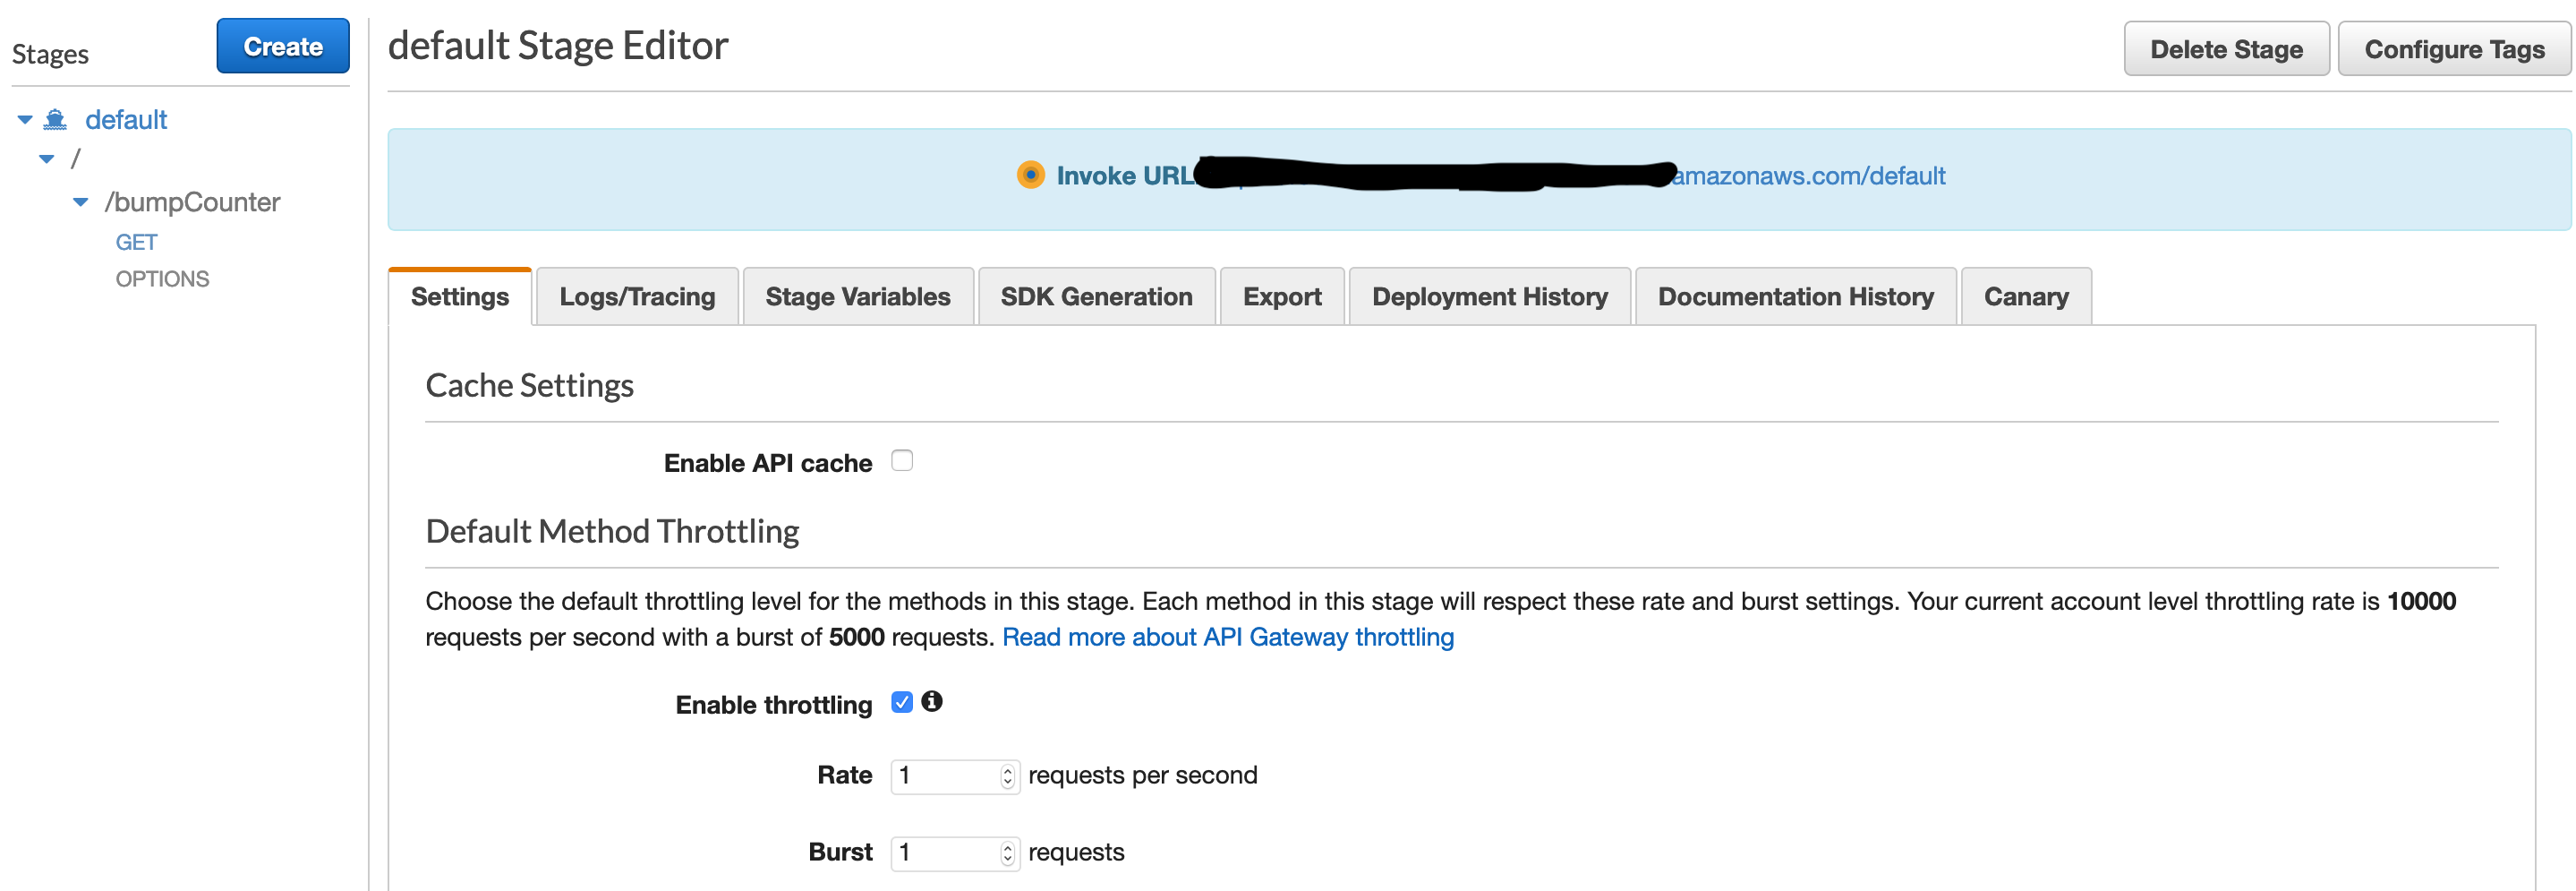 Stages
Create
default
/
/bumpCounter
GET
OPTIONS
default Stage Editor
Delete Stage
Configure Tags
Invoke URL amazonaws.com/default
Settings
Logs/Tracing
Stage Variables
SDK Generation
Export
Deployment History
Documentation History
Canary
Cache Settings
Enable API cache
Default Method Throttling
Choose the default throttling level for the methods in this stage. Each method in this stage will respect these rate and burst settings. Your current account level throttling rate is 10000
requests per second with a burst of 5000 requests. Read more about API Gateway throttling
Enable throttling
Rate 1 requests per second
Burst 1 requests